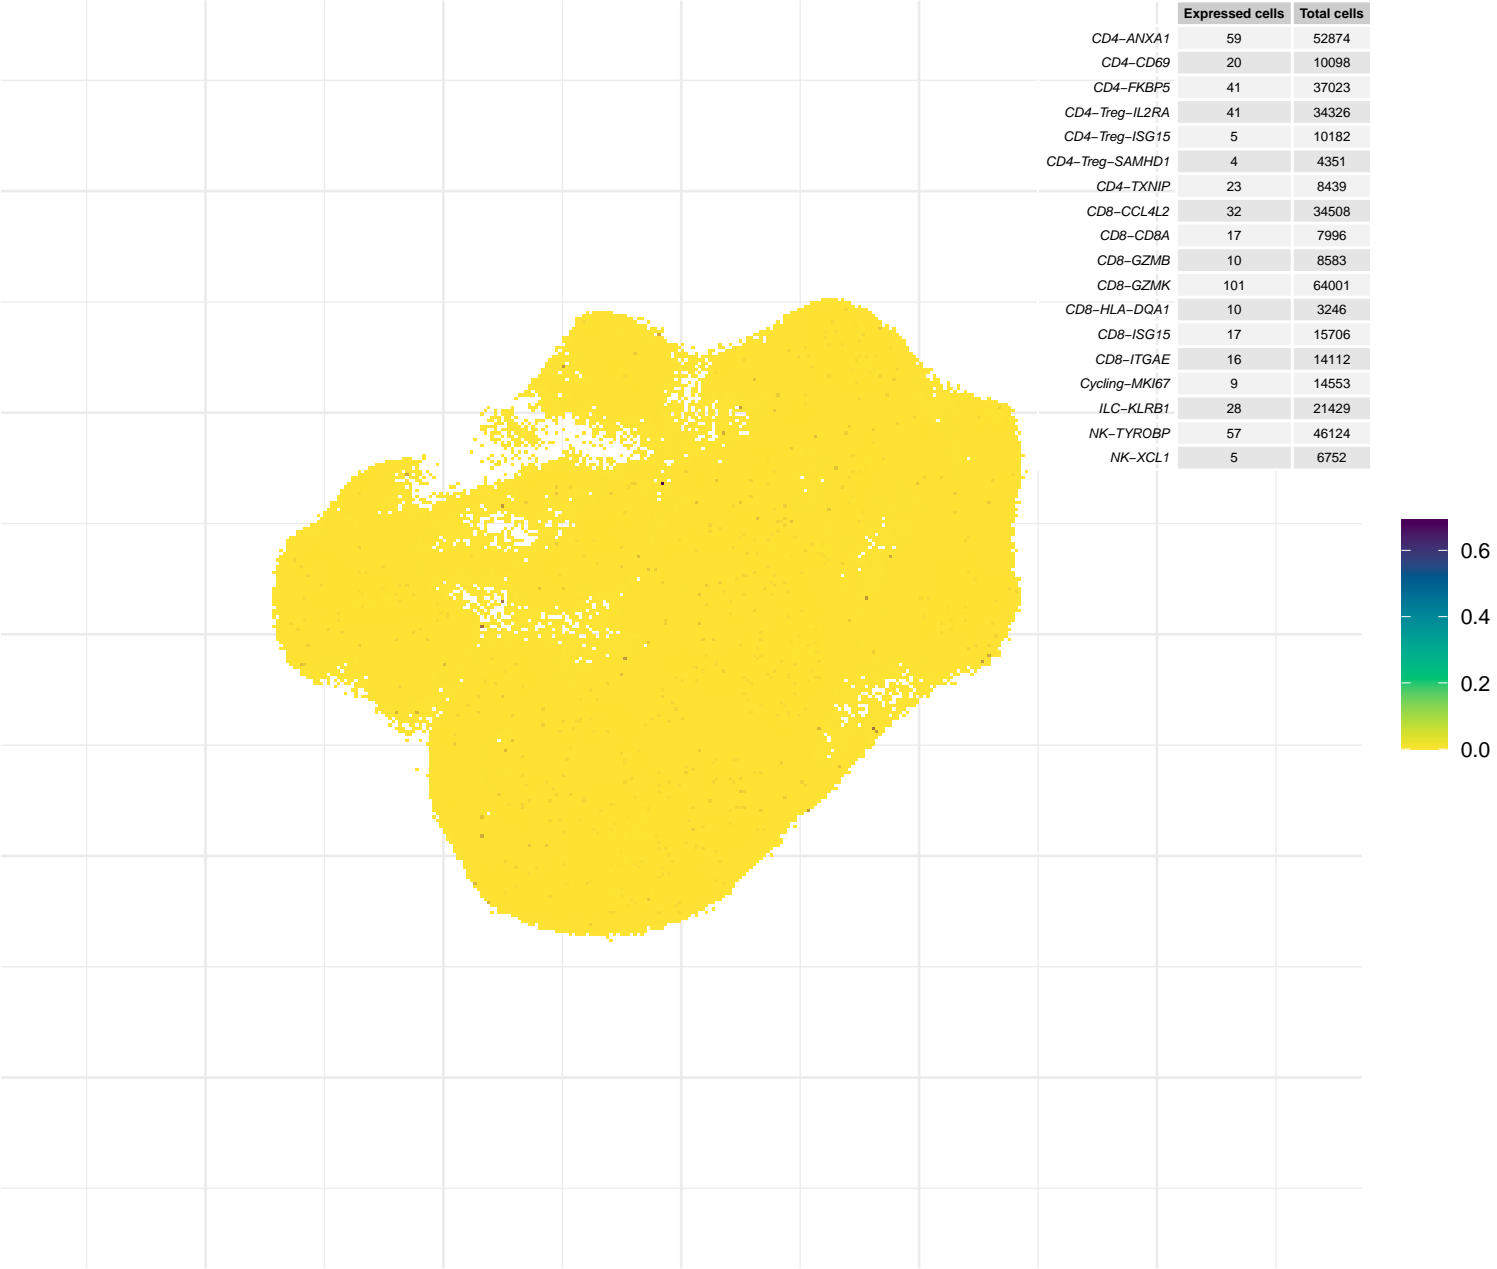 Expressed cells Total cells
CD4−ANXA1 59 52874
CD4−CD69 20 10098
CD4−FKBP5 41 37023
CD4−Treg−IL2RA 41 34326
CD4−Treg−ISG15 5 10182
CD4−Treg−SAMHD1 4 4351
CD4−TXNIP 23 8439
CD8−CCL4L2 32 34508
CD8−CD8A 17 7996
CD8−GZMB 10 8583
CD8−GZMK 101 64001
CD8−HLA−DQA1 10 3246
CD8−ISG15 17 15706
CD8−ITGAE 16 14112
Cycling−MKI67 9 14553
ILC−KLRB1 28 21429
NK−TYROBP 57 46124
NK−XCL1 5 6752
0.6
0.4
0.2
0.0